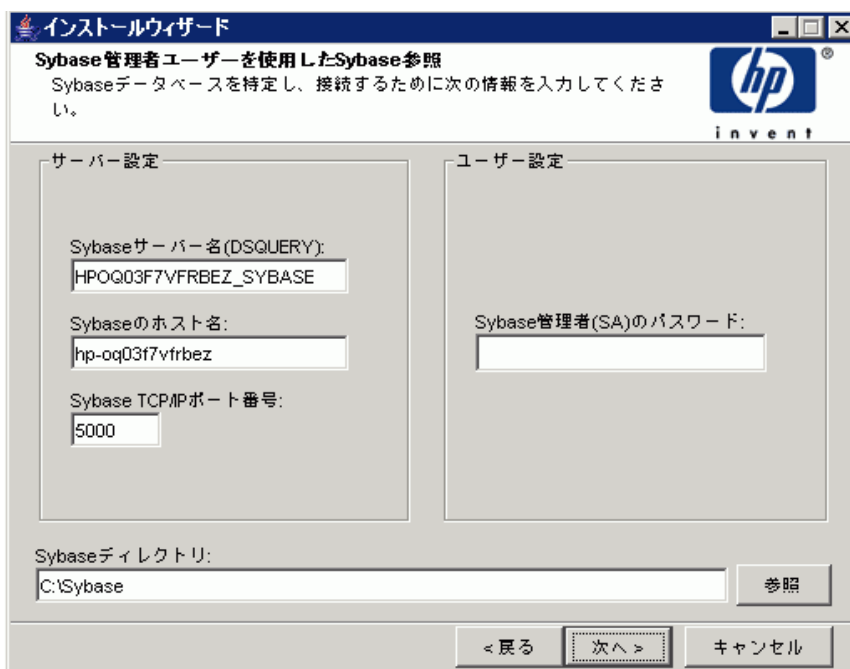 インストールウィザード
Sybase管理者ユーザーを使用したSybase参照
Sybaseデータベースを特定し、接続するために次の情報を入力してくださ
い。
hp
®
invent
サーバー設定
Sybaseサーバー名(DSQUERY):
HPOQ03F7VFRBEZ_SYBASE
Sybaseのホスト名:
hp-oq03f7vfrbez
Sybase TCP/IPポート番号:
5000
ユーザー設定
Sybase管理者(SA)のパスワード:
Sybaseディレクトリ:
C:\Sybase
参照
<戻る
次へ>
キャンセル